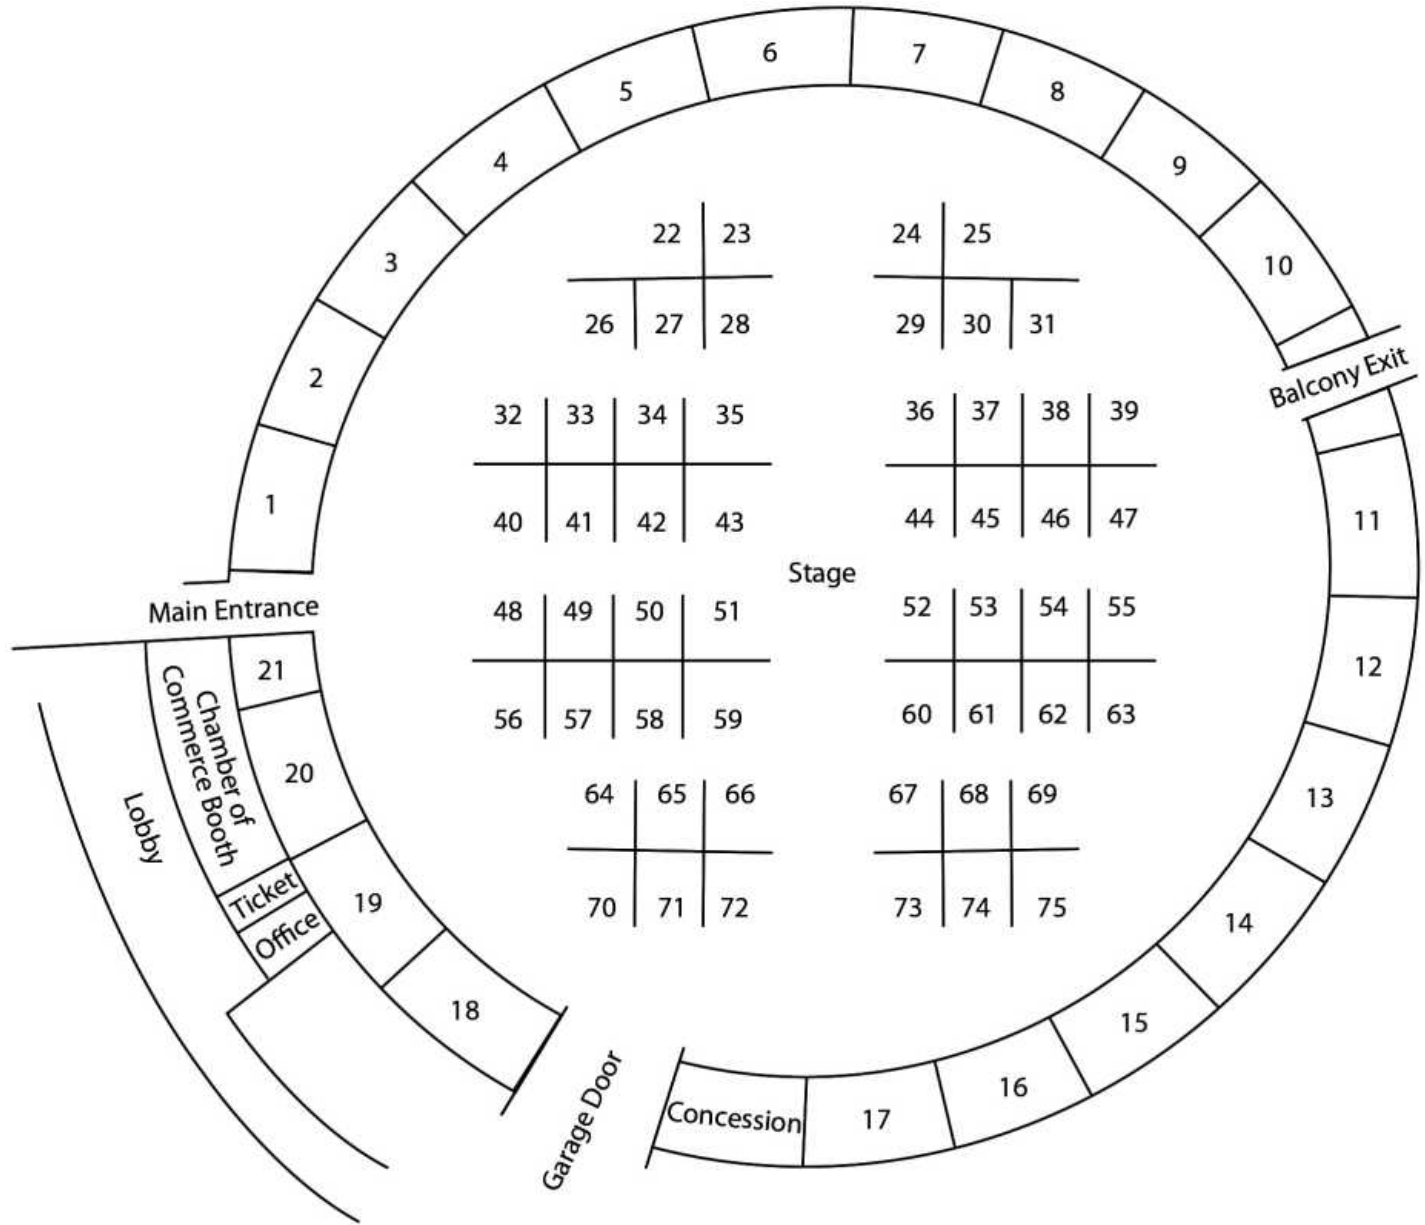 6
7
5
8
4
9
3
10
2
1
22 23
24 25
26 27 28
29 30 31
Balcony Exit
32 33 34 35
36 37 38 39
40 41 42 43
44 45 46 47
11
Stage
Main Entrance
48 49 50 51
52 53 54 55
21
12
Chamber of
Commerce Booth
56 57 58 59
60 61 62 63
20
13
64 65 66
67 68 69
Lobby
Ticket
Office
19
70 71 72
73 74 75
14
18
15
16
17
Concession
Garage Door